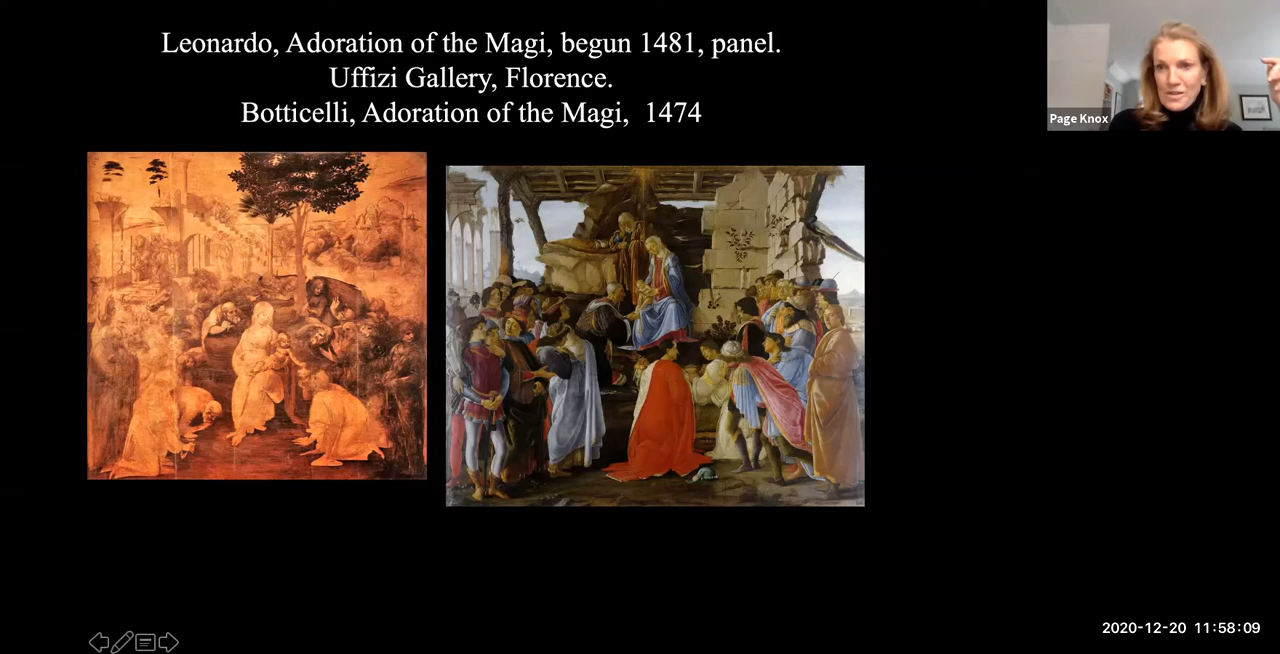 Leonardo, Adoration of the Magi, begun 1481, panel.
Uffizi Gallery, Florence.
Botticelli, Adoration of the Magi, 1474
Page Knox
2020-12-20 11:58:09